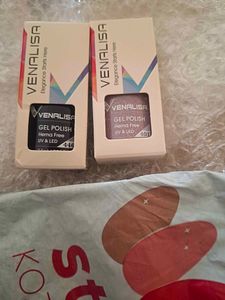 VENALISA
Elegance Starts Here
VENALISA
GEL POLISH
Hema Free
UV & LED
VENALISA
Elegance Starts Here
VENALISA
GEL POLISH
Hema Free
UV & LED
st
KO